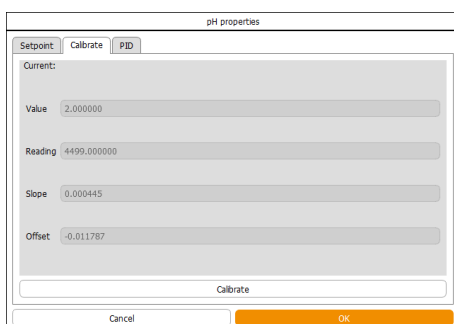 pH properties
Setpoint Calibrate PID
Current:
Value 2.000000
Reading 4499.000000
Slope 0.000445
Offset -0.011787
Calibrate
Cancel OK